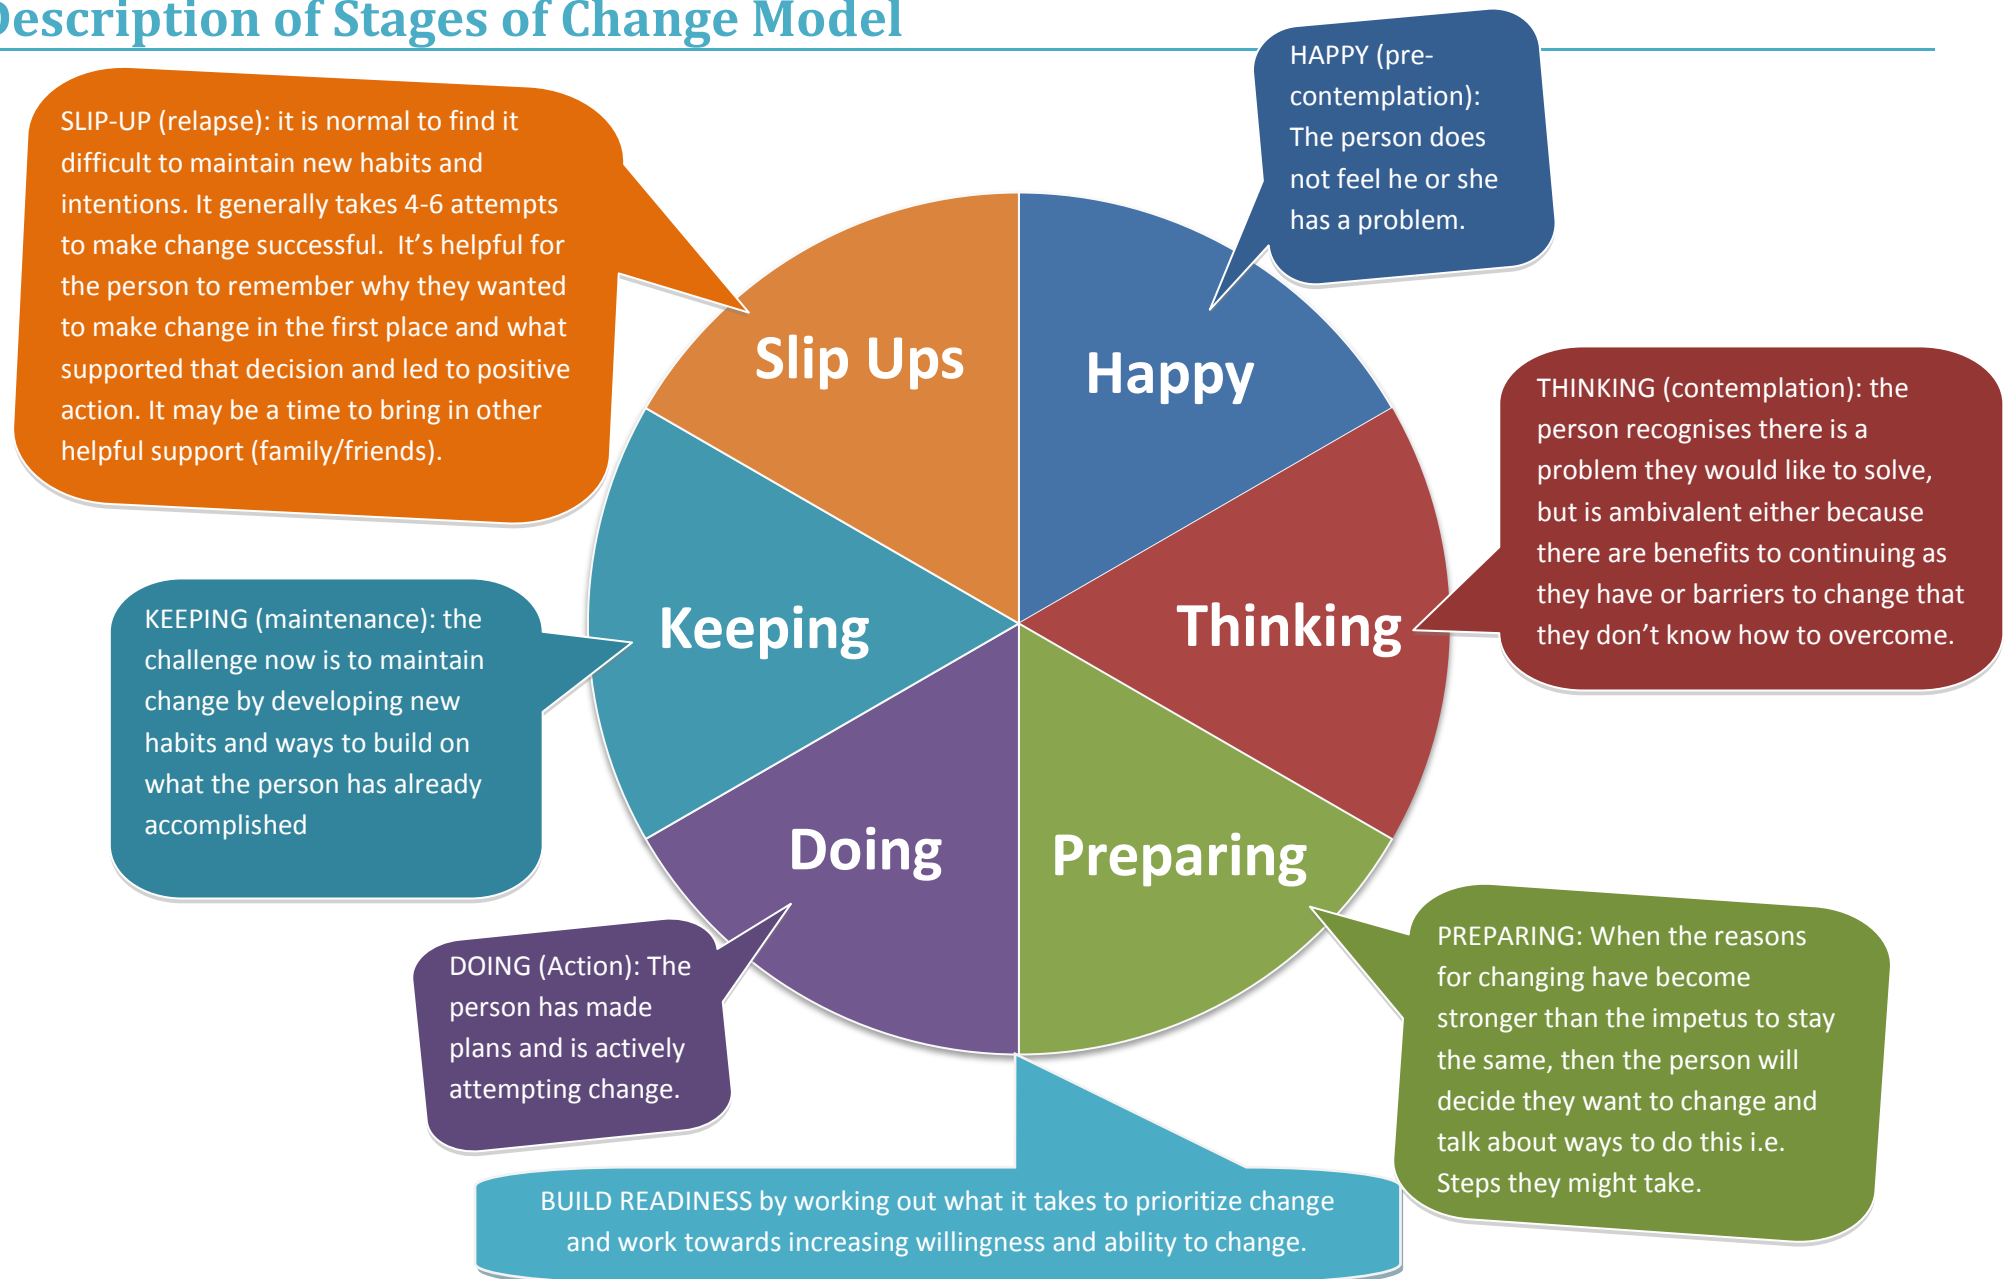 Description of Stages of Change Model
HAPPY (pre-
contemplation):
The person does
not feel he or she
has a problem.
SLIP-UP (relapse): it is normal to find it
difficult to maintain new habits and
intentions. It generally takes 4-6 attempts
to make change successful.  It’s helpful for
the person to remember why they wanted
to make change in the first place and what
supported that decision and led to positive
action. It may be a time to bring in other
helpful support (family/friends).
Slip Ups
Happy
THINKING (contemplation): the
person recognises there is a
problem they would like to solve,
but is ambivalent either because
there are benefits to continuing as
they have or barriers to change that
they don’t know how to overcome.
Keeping
Thinking
KEEPING (maintenance): the
challenge now is to maintain
change by developing new
habits and ways to build on
what the person has already
accomplished
Doing
Preparing
DOING (Action): The
person has made
plans and is actively
attempting change.
PREPARING: When the reasons
for changing have become
stronger than the impetus to stay
the same, then the person will
decide they want to change and
talk about ways to do this i.e.
Steps they might take.
BUILD READINESS by working out what it takes to prioritize change
and work towards increasing willingness and ability to change.